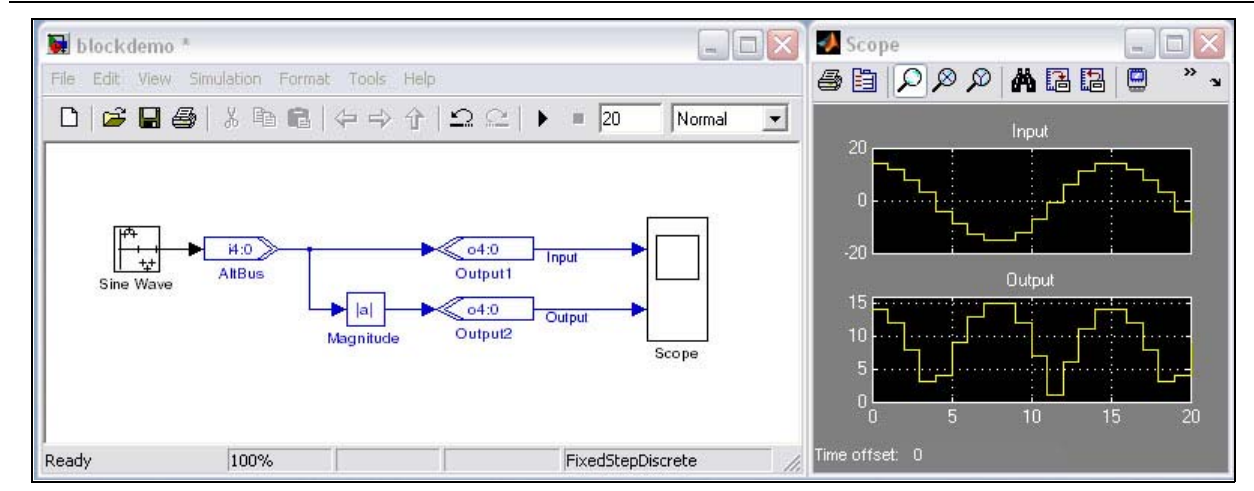 blockdemo *
File Edit View Simulation Format Tools Help
20 Normal
i4:0
AltBus
Sine Wave
o4:0
Output1
Input
|a|
Magnitude
o4:0
Output2
Output
Scope
Ready 100% FixedStepDiscrete
Scope
Input
20
0
-20
Output
15
10
5
0
0 5 10 15 20
Time offset: 0